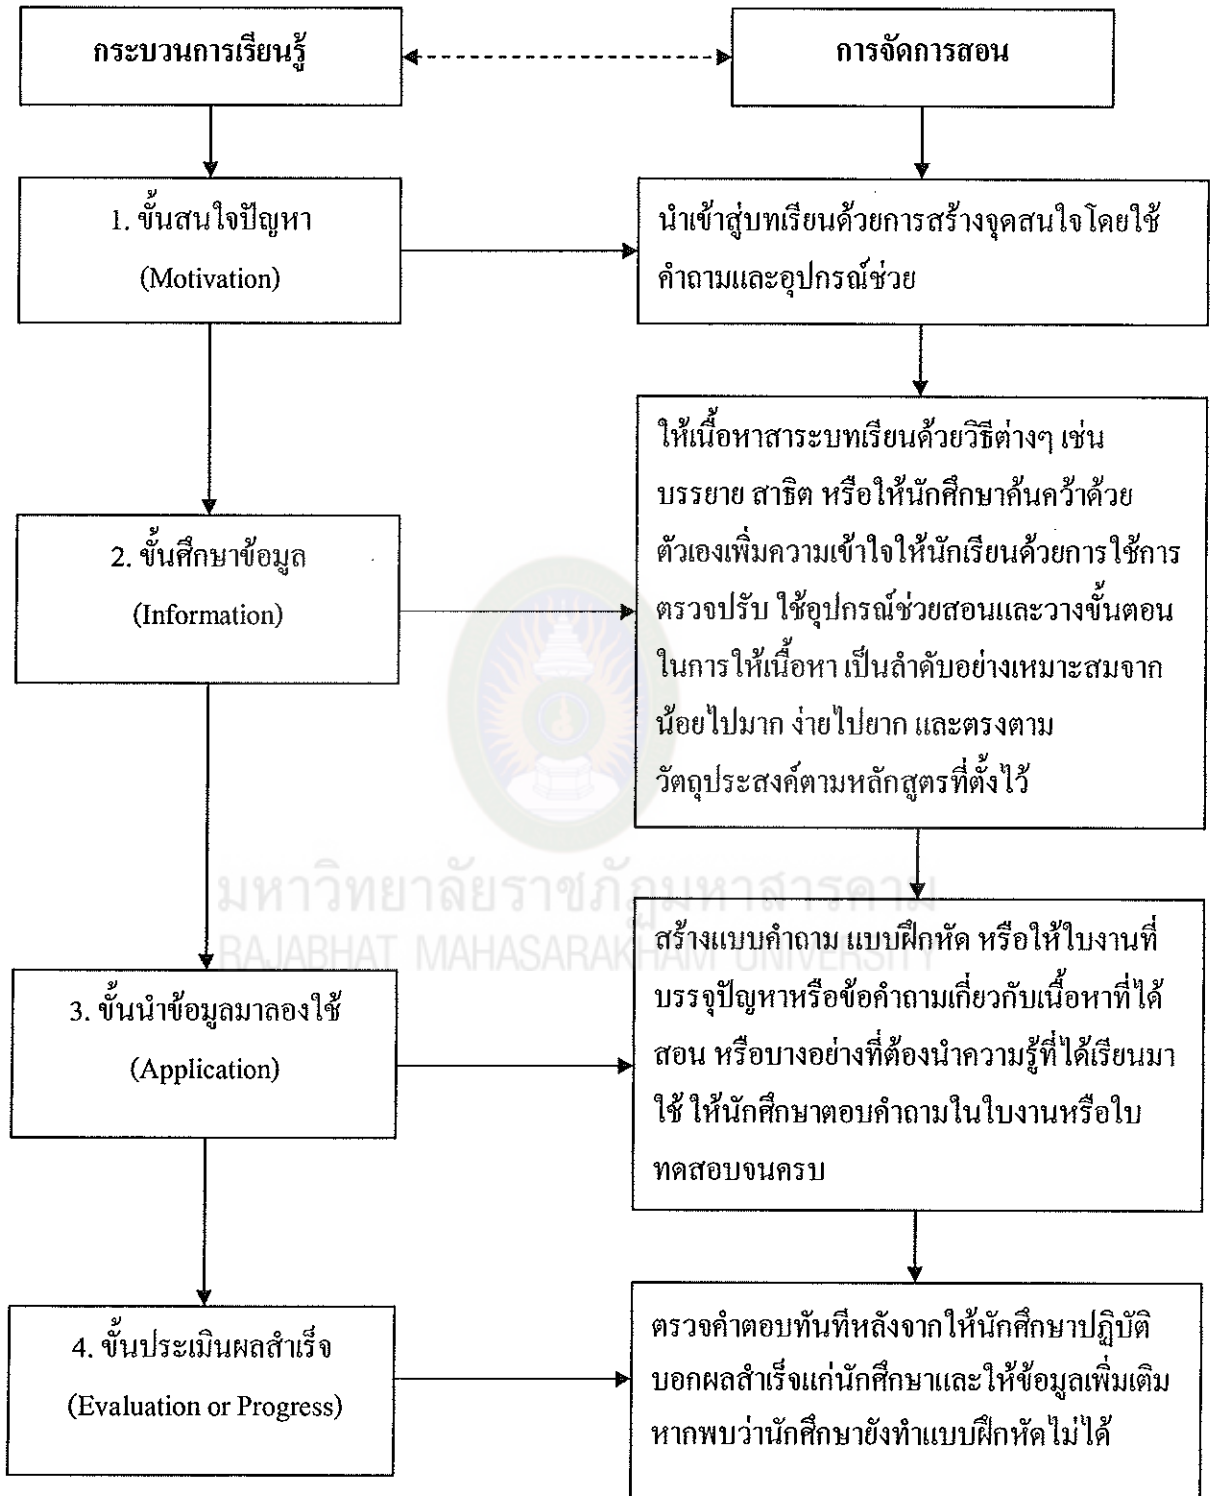 กระบวนการเรียนรู้
การจัดการสอน
1. ขั้นสนใจปัญหา
(Motivation)
นำเข้าสู่บทเรียนด้วยการสร้างจุดสนใจโดยใช้
คำถามและอุปกรณ์ช่วย
2. ขั้นศึกษาข้อมูล
(Information)
ให้เนื้อหาสาระบทเรียนด้วยวิธีต่างๆ เช่น
บรรยาย สาธิต หรือให้นักศึกษาค้นคว้าด้วย
ตัวเองเพิ่มความเข้าใจให้นักเรียนด้วยการใช้การ
ตรวจปรับ ใช้อุปกรณ์ช่วยสอนและวางขั้นตอน
ในการให้เนื้อหา เป็นลำดับอย่างเหมาะสมจาก
น้อยไปมาก ง่ายไปยาก และตรงตาม
วัตถุประสงค์ตามหลักสูตรที่ตั้งไว้
มหาวิทยาลัยราชภัฏมหาสารคาม
RAJABHAT MAHASARAKHAM UNIVERSITY
3. ขั้นนำข้อมูลมาลองใช้
(Application)
สร้างแบบคำถาม แบบฝึกหัด หรือให้ใบงานที่
บรรจุปัญหาหรือข้อคำถามเกี่ยวกับเนื้อหาที่ได้
สอน หรือบางอย่างที่ต้องนำความรู้ที่ได้เรียนมา
ใช้ ให้นักศึกษาตอบคำถามในใบงานหรือใบ
ทดสอบจนครบ
4. ขั้นประเมินผลสำเร็จ
(Evaluation or Progress)
ตรวจคำตอบทันทีหลังจากให้นักศึกษาปฏิบัติ
บอกผลสำเร็จแก่นักศึกษาและให้ข้อมูลเพิ่มเติม
หากพบว่านักศึกษายังทำแบบฝึกหัดไม่ได้